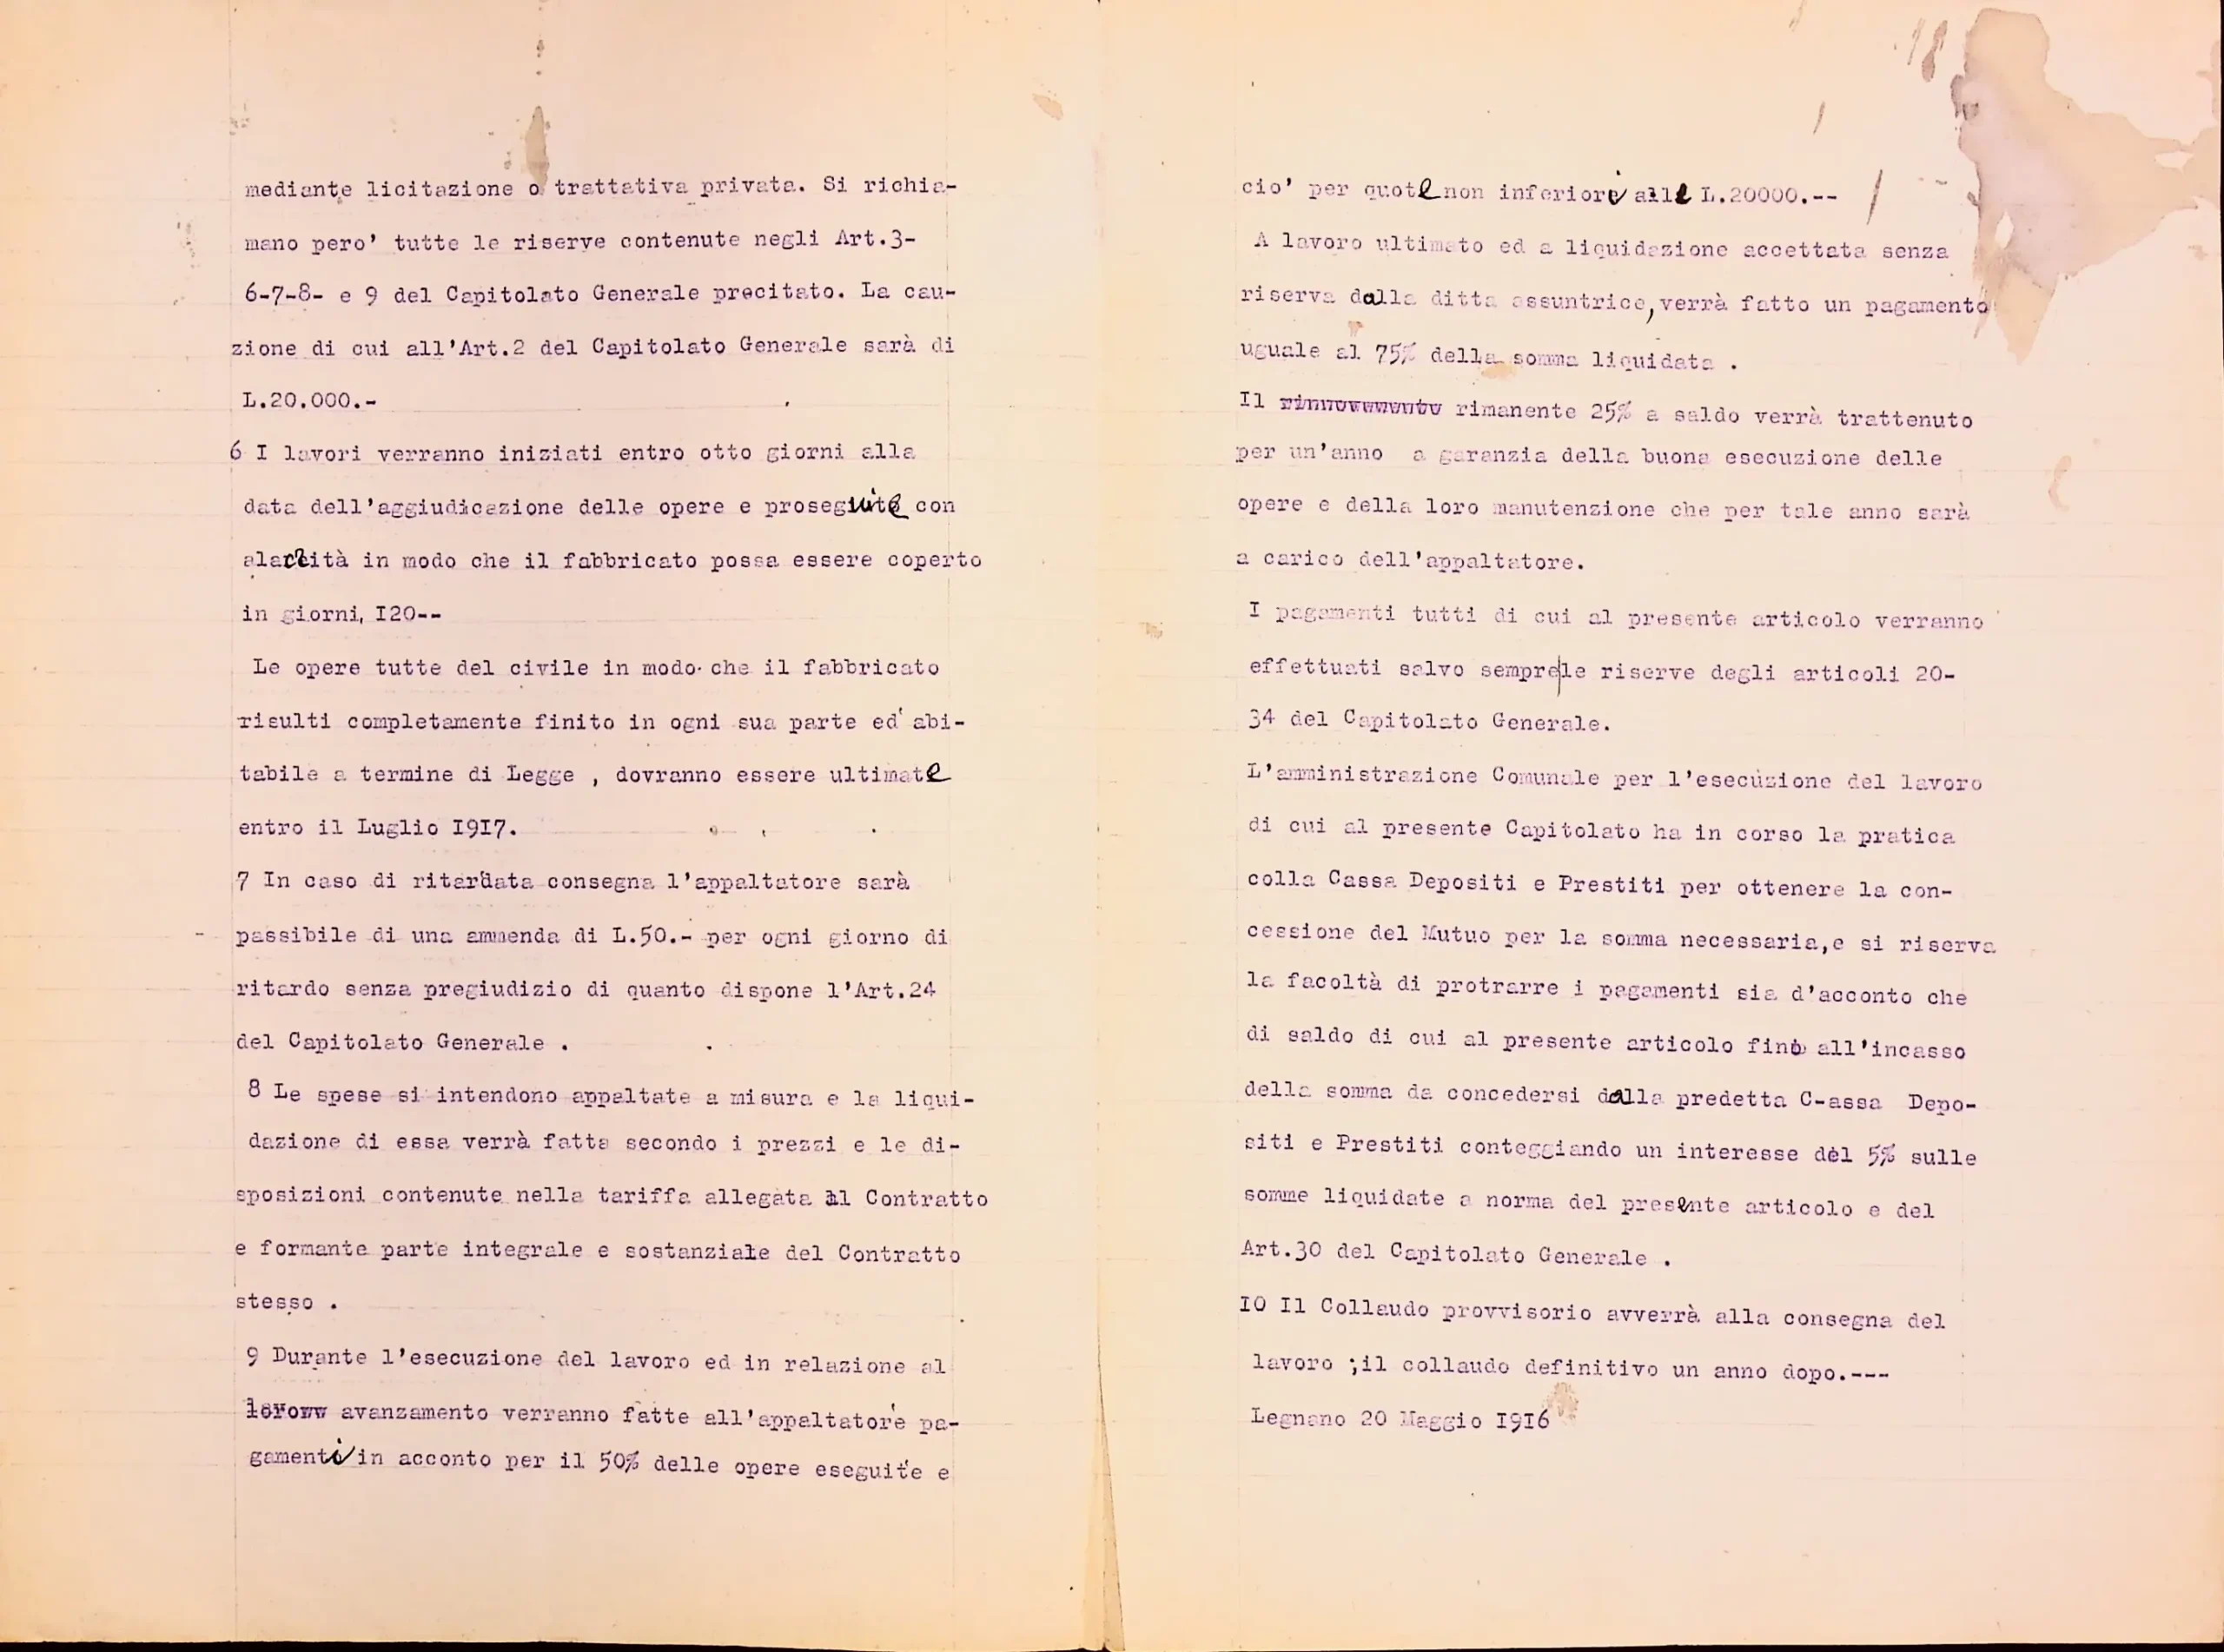 mediante licitazione o trattativa privata. Si richia-
mano pero' tutte le riserve contenute negli Art.3-
6-7-8- e 9 del Capitolato Generale precitato. La cau-
zione di cui all'Art.2 del Capitolato Generale sarà di
L.20.000.-
6 I lavori verranno iniziati entro otto giorni alla
data dell'aggiudicazione delle opere e proseguite con
alacrità in modo che il fabbricato possa essere coperto
in giorni, I20--
Le opere tutte del civile in modo che il fabbricato
risulti completamente finito in ogni sua parte ed abi-
tabile a termine di Legge , dovranno essere ultimate
entro il Luglio I9I7.
7 In caso di ritardata consegna l'appaltatore sarà
passibile di una ammenda di L.50.- per ogni giorno di
ritardo senza pregiudizio di quanto dispone l'Art.24
del Capitolato Generale .
8 Le spese si intendono appaltate a misura e la liqui-
dazione di essa verrà fatta secondo i prezzi e le di-
sposizioni contenute nella tariffa allegata al Contratto
e formante parte integrale e sostanziale del Contratto
stesso .
9 Durante l'esecuzione del lavoro ed in relazione al
avanzamento verranno fatte all'appaltatore pa-
gamenti in acconto per il 50% delle opere eseguite e
18
cio' per quote non inferiori alle L.20000.--
A lavoro ultimato ed a liquidazione accettata senza
riserva dalla ditta assuntrice, verrà fatto un pagamento
uguale al 75% della somma liquidata .
Il rimanente 25% a saldo verrà trattenuto
per un'anno a garanzia della buona esecuzione delle
opere e della loro manutenzione che per tale anno sarà
a carico dell'appaltatore.
I pagamenti tutti di cui al presente articolo verranno
effettuati salvo sempre|le riserve degli articoli 20-
34 del Capitolato Generale.
L'amministrazione Comunale per l'esecuzione del lavoro
di cui al presente Capitolato ha in corso la pratica
colla Cassa Depositi e Prestiti per ottenere la con-
cessione del Mutuo per la somma necessaria,e si riserva
la facoltà di protrarre i pagamenti sia d'acconto che
di saldo di cui al presente articolo fino all'incasso
della somma da concedersi dalla predetta C-assa Depo-
siti e Prestiti conteggiando un interesse del 5% sulle
somme liquidate a norma del presente articolo e del
Art.30 del Capitolato Generale .
IO Il Collaudo provvisorio avverrà alla consegna del
lavoro ;il collaudo definitivo un anno dopo.---
Legnano 20 Maggio I9I6